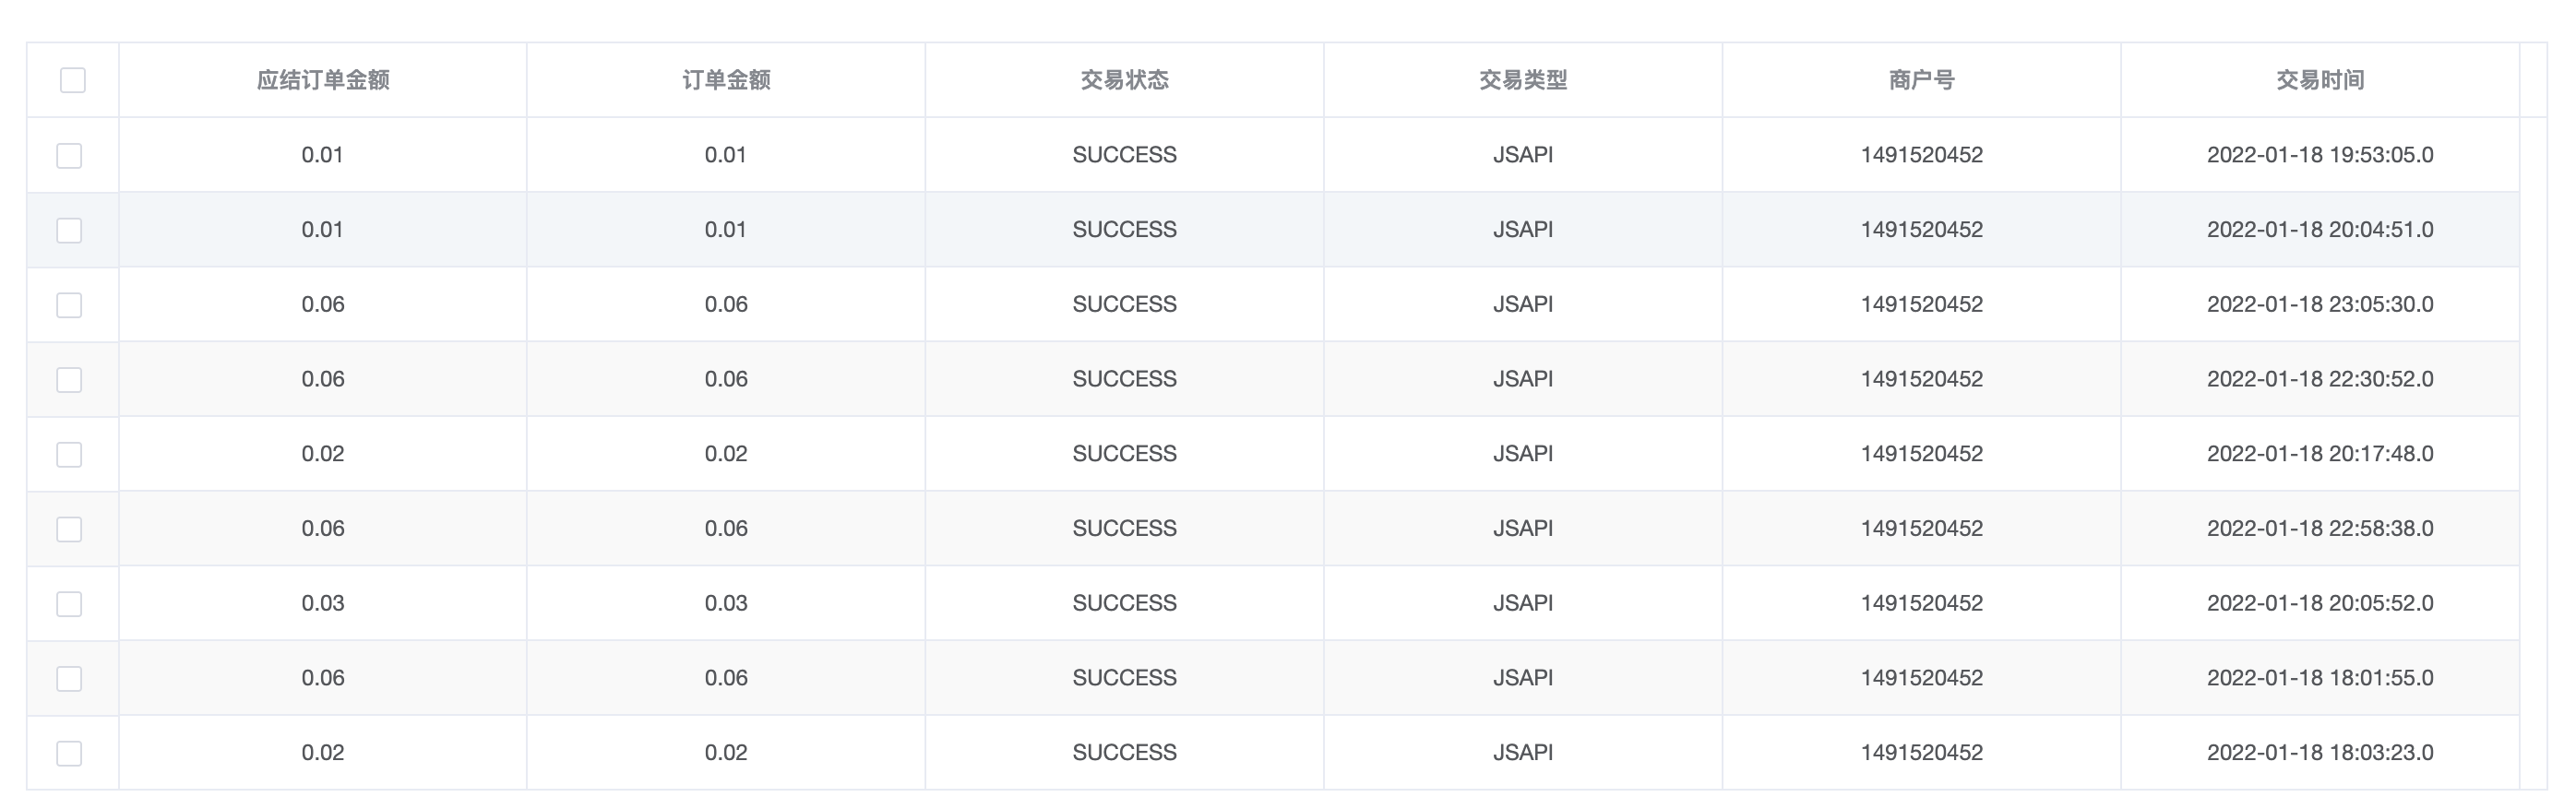 应结订单金额 订单金额 交易状态 交易类型 商户号 交易时间
0.01 0.01 SUCCESS JSAPI 1491520452 2022-01-18 19:53:05.0
0.01 0.01 SUCCESS JSAPI 1491520452 2022-01-18 20:04:51.0
0.06 0.06 SUCCESS JSAPI 1491520452 2022-01-18 23:05:30.0
0.06 0.06 SUCCESS JSAPI 1491520452 2022-01-18 22:30:52.0
0.02 0.02 SUCCESS JSAPI 1491520452 2022-01-18 20:17:48.0
0.06 0.06 SUCCESS JSAPI 1491520452 2022-01-18 22:58:38.0
0.03 0.03 SUCCESS JSAPI 1491520452 2022-01-18 20:05:52.0
0.06 0.06 SUCCESS JSAPI 1491520452 2022-01-18 18:01:55.0
0.02 0.02 SUCCESS JSAPI 1491520452 2022-01-18 18:03:23.0